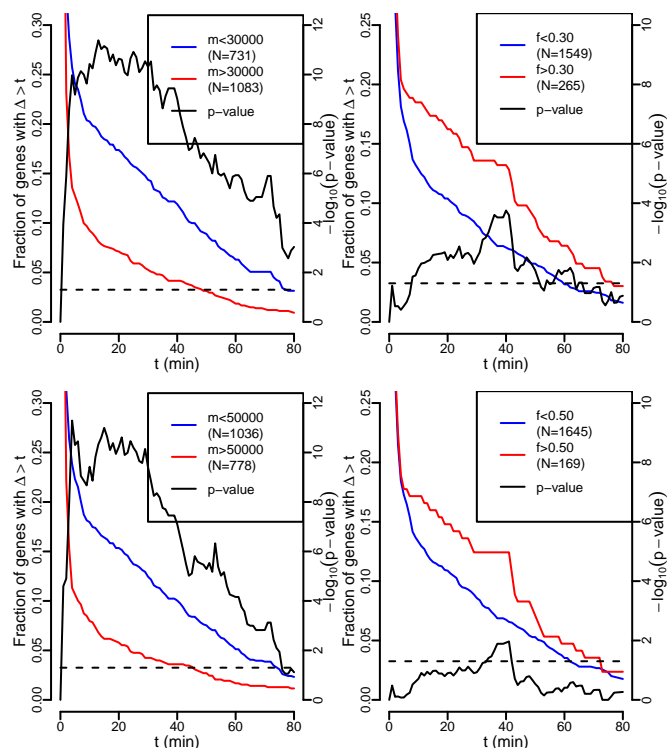 m<30000
(N=731)
m>30000
(N=1083)
p−value
Fraction of genes with Δ > t
0.00 0.05 0.10 0.15 0.20 0.25 0.30
−log10(p−value)
0 2 4 6 8 10 12
0 20 40 60 80
t (min)
f<0.30
(N=1549)
f>0.30
(N=265)
p−value
Fraction of genes with Δ > t
0.00 0.05 0.10 0.15 0.20 0.25
−log10(p−value)
0 2 4 6 8 10
0 20 40 60 80
t (min)
m<50000
(N=1036)
m>50000
(N=778)
p−value
Fraction of genes with Δ > t
0.00 0.05 0.10 0.15 0.20 0.25 0.30
−log10(p−value)
0 2 4 6 8 10 12
0 20 40 60 80
t (min)
f<0.50
(N=1645)
f>0.50
(N=169)
p−value
Fraction of genes with Δ > t
0.00 0.05 0.10 0.15 0.20 0.25
−log10(p−value)
0 2 4 6 8 10
0 20 40 60 80
t (min)